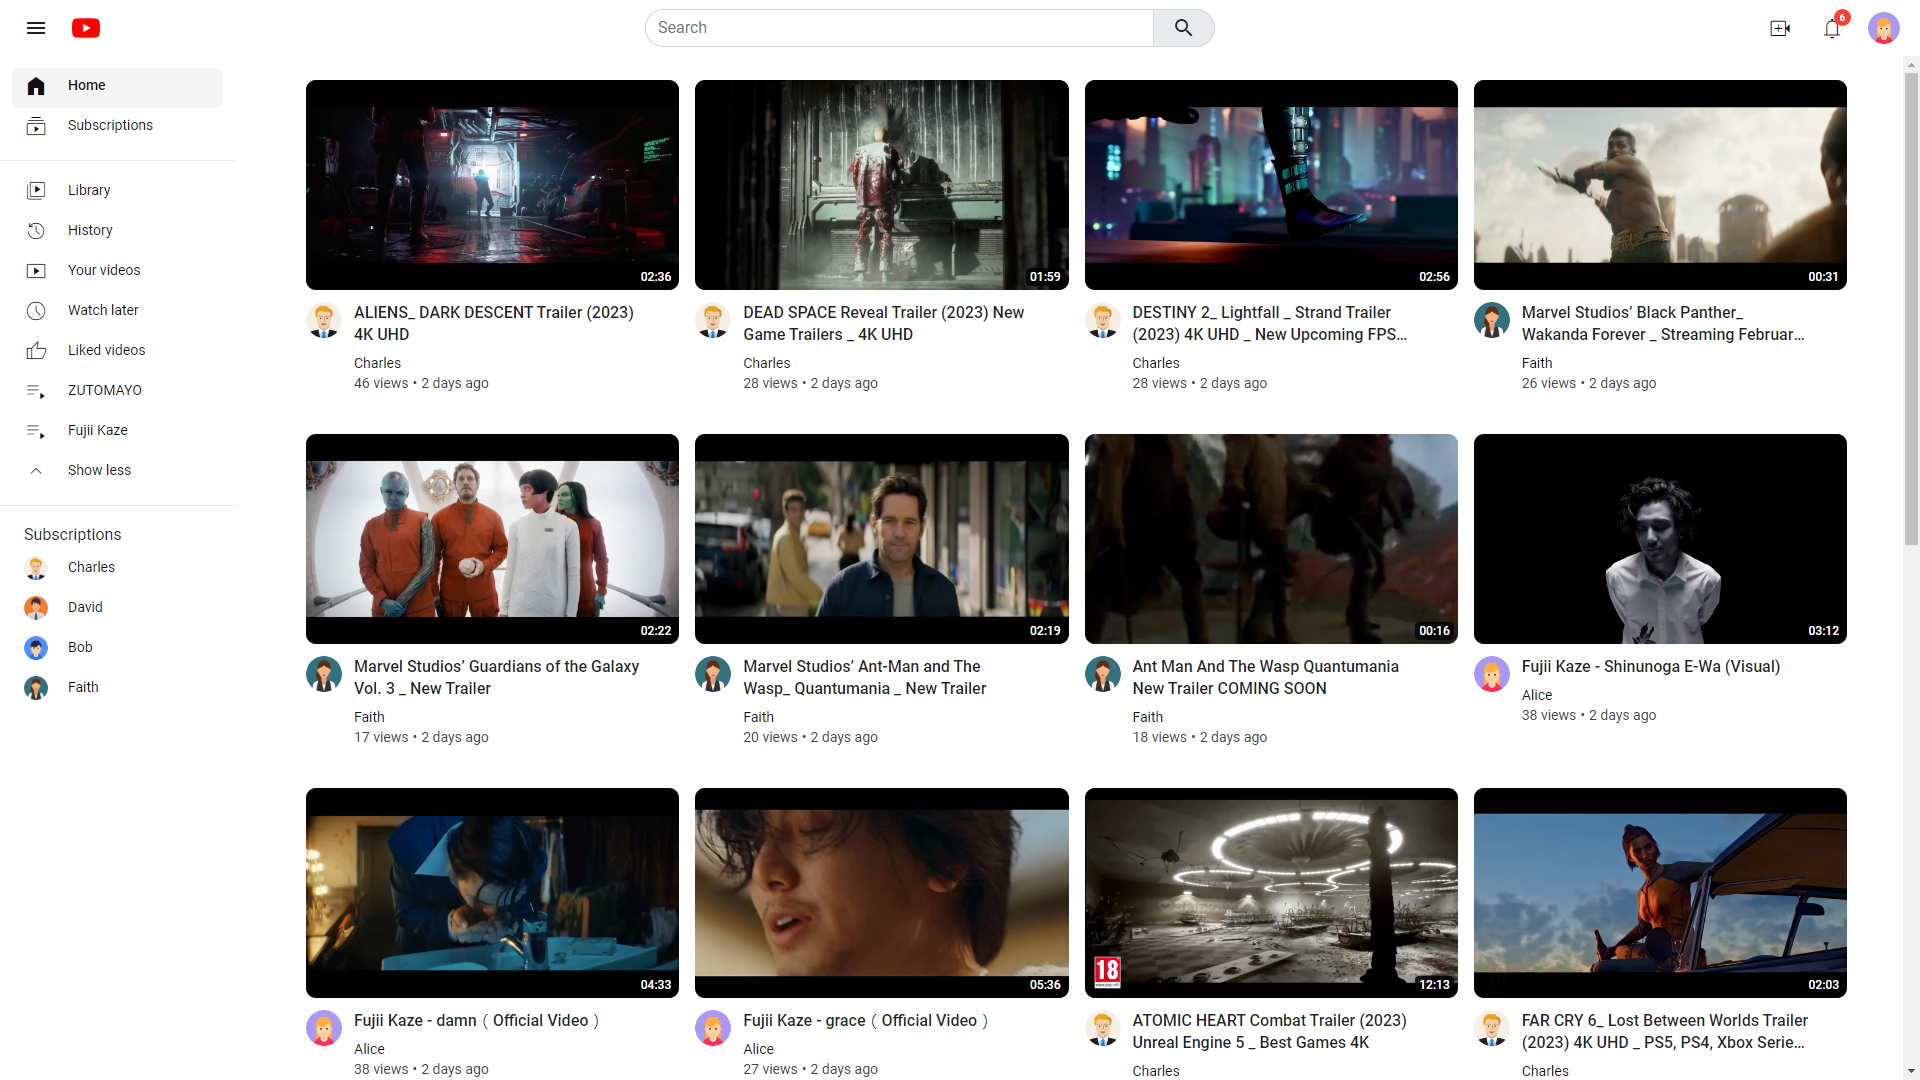 Search
6
Home
Subscriptions
Library
History
Your videos
Watch later
Liked videos
ZUTOMAYO
Fujii Kaze
Show less
Subscriptions
Charles
David
Bob
Faith
02:36
ALIENS_ DARK DESCENT Trailer (2023)
4K UHD
Charles
46 views • 2 days ago
01:59
DEAD SPACE Reveal Trailer (2023) New
Game Trailers _ 4K UHD
Charles
28 views • 2 days ago
02:56
DESTINY 2_ Lightfall _ Strand Trailer
(2023) 4K UHD _ New Upcoming FPS…
Charles
28 views • 2 days ago
00:31
Marvel Studios’ Black Panther_
Wakanda Forever _ Streaming Februar…
Faith
26 views • 2 days ago
02:22
Marvel Studios’ Guardians of the Galaxy
Vol. 3 _ New Trailer
Faith
17 views • 2 days ago
02:19
Marvel Studios’ Ant-Man and The
Wasp_ Quantumania _ New Trailer
Faith
20 views • 2 days ago
00:16
Ant Man And The Wasp Quantumania
New Trailer COMING SOON
Faith
18 views • 2 days ago
03:12
Fujii Kaze - Shinunoga E-Wa (Visual)
Alice
38 views • 2 days ago
04:33
Fujii Kaze - damn（Official Video）
Alice
38 views • 2 days ago
05:36
Fujii Kaze - grace（Official Video）
Alice
27 views • 2 days ago
18
12:13
ATOMIC HEART Combat Trailer (2023)
Unreal Engine 5 _ Best Games 4K
Charles
02:03
FAR CRY 6_ Lost Between Worlds Trailer
(2023) 4K UHD _ PS5, PS4, Xbox Serie…
Charles